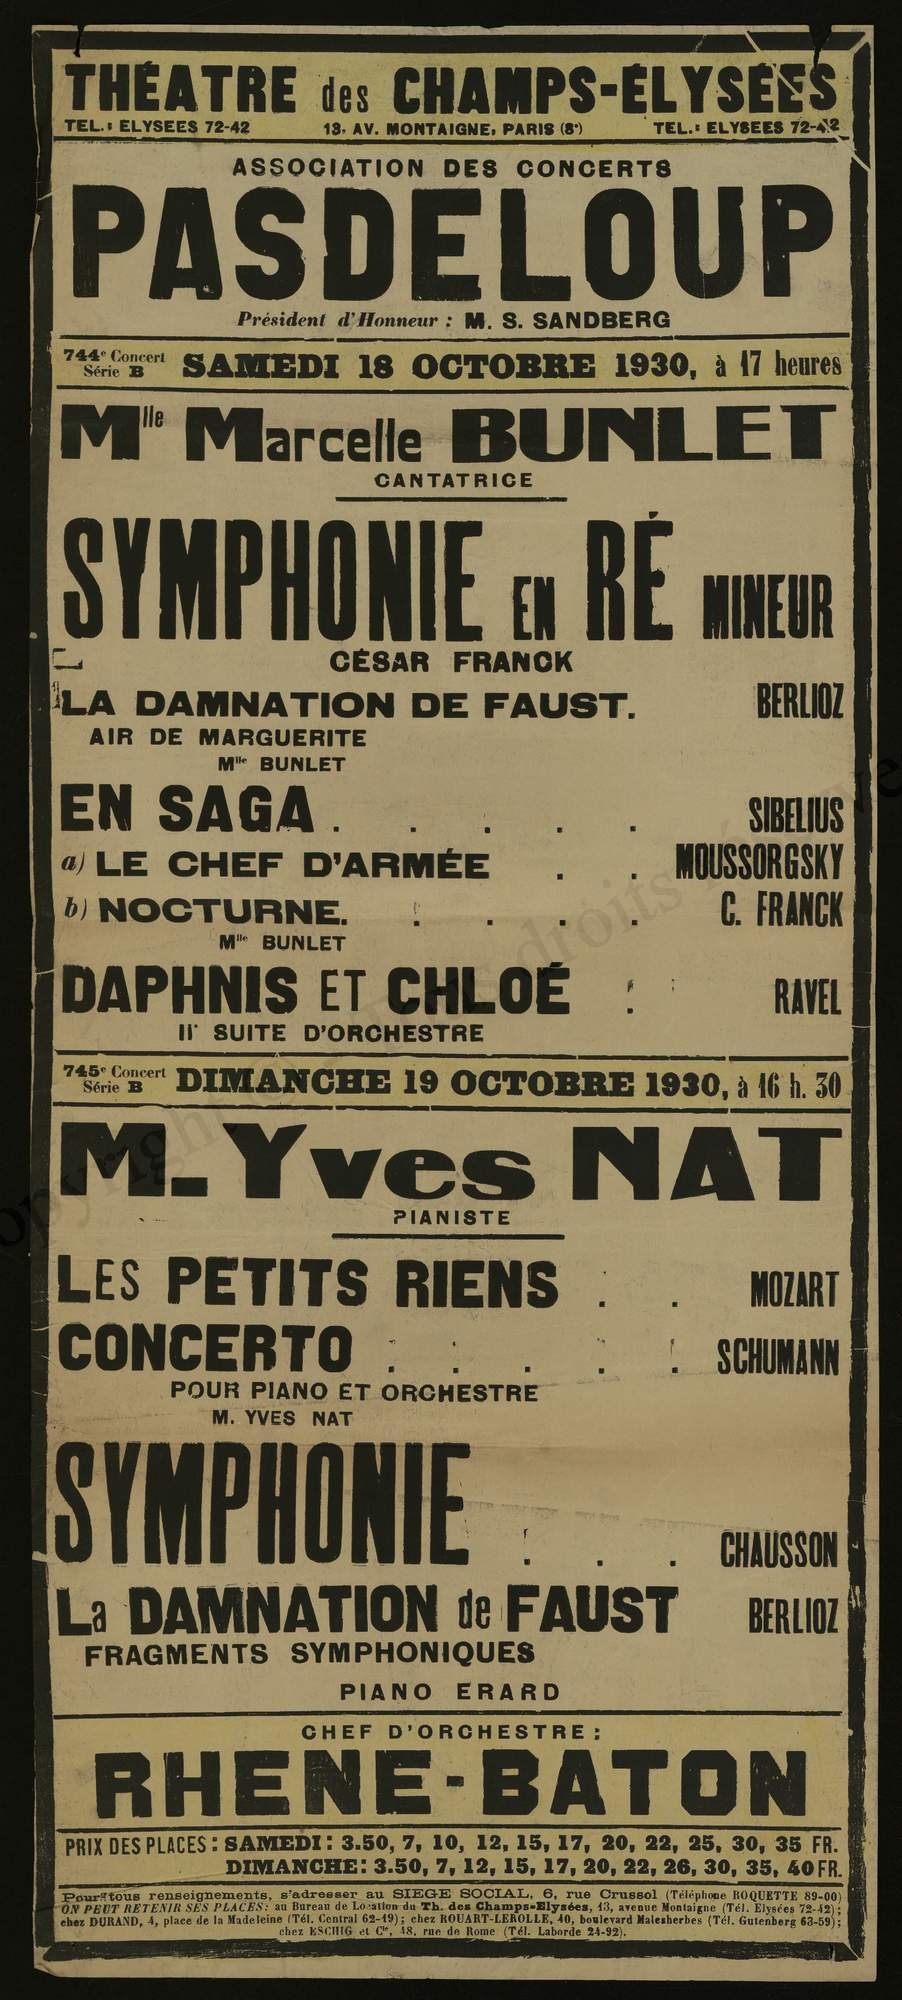 THÉATRE des CHAMPS-ÉLYSÉES
TEL.: ELYSEES 72-42 13, AV. MONTAIGNE, PARIS (8e) TEL.: ELYSEES 72-42
ASSOCIATION DES CONCERTS
PASDELOUP
Président d'Honneur : M. S. SANDBERG
744e Concert Série B SAMEDI 18 OCTOBRE 1930, à 17 heures
Mlle Marcelle BUNLET
CANTATRICE
SYMPHONIE EN RÉ MINEUR
CÉSAR FRANCK
LA DAMNATION DE FAUST. BERLIOZ
AIR DE MARGUERITE
Mlle BUNLET
EN SAGA . . . . . SIBELIUS
a) LE CHEF D'ARMÉE . . MOUSSORGSKY
b) NOCTURNE. . . . . C. FRANCK
Mlle BUNLET
DAPHNIS ET CHLOÉ . . RAVEL
IIe SUITE D'ORCHESTRE
745e Concert Série B DIMANCHE 19 OCTOBRE 1930, à 16 h. 30
M. Yves NAT
PIANISTE
LES PETITS RIENS . . MOZART
CONCERTO . . . . . SCHUMANN
POUR PIANO ET ORCHESTRE
M. YVES NAT
SYMPHONIE . . . CHAUSSON
La DAMNATION de FAUST BERLIOZ
FRAGMENTS SYMPHONIQUES
PIANO ERARD
CHEF D'ORCHESTRE :
RHENE-BATON
PRIX DES PLACES : SAMEDI : 3.50, 7, 10, 12, 15, 17, 20, 22, 25, 30, 35 FR.
DIMANCHE : 3.50, 7, 12, 15, 17, 20, 22, 26, 30, 35, 40 FR.
Pour tous renseignements, s'adresser au SIEGE SOCIAL, 6, rue Crussol (Téléphone ROQUETTE 89-00)
ON PEUT RETENIR SES PLACES : au Bureau de Location du Th. des Champs-Elysées, 13, avenue Montaigne (Tél. Elysées 72-42) ;
chez DURAND, 4, place de la Madeleine (Tél. Central 62-19) ; chez ROUART-LEROLLE, 40, boulevard Malesherbes (Tél. Gutenberg 63-59) ;
chez ESCHIG et Cie, 48, rue de Rome (Tél. Laborde 24-92).